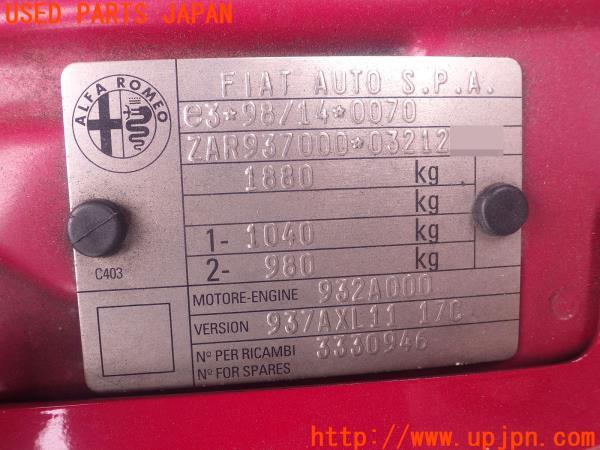 USED PARTS JAPAN
ALFA ROMEO
FIAT AUTO S.P.A.
e3*98/14*0070
ZAR937000*03212
1880 kg
kg
1- 1040 kg
2- 980 kg
C403
MOTORE-ENGINE 932A000
VERSION 937AXL11 17C
Nº PER RICAMBI 3330946
Nº FOR SPARES
http://www.upjpn.com/